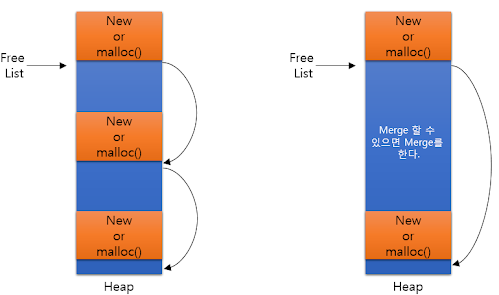 New
or
malloc()
Free
List
New
or
malloc()
New
or
malloc()
Heap
New
or
malloc()
Free
List
Merge 할 수
있으면 Merge를
한다.
New
or
malloc()
Heap